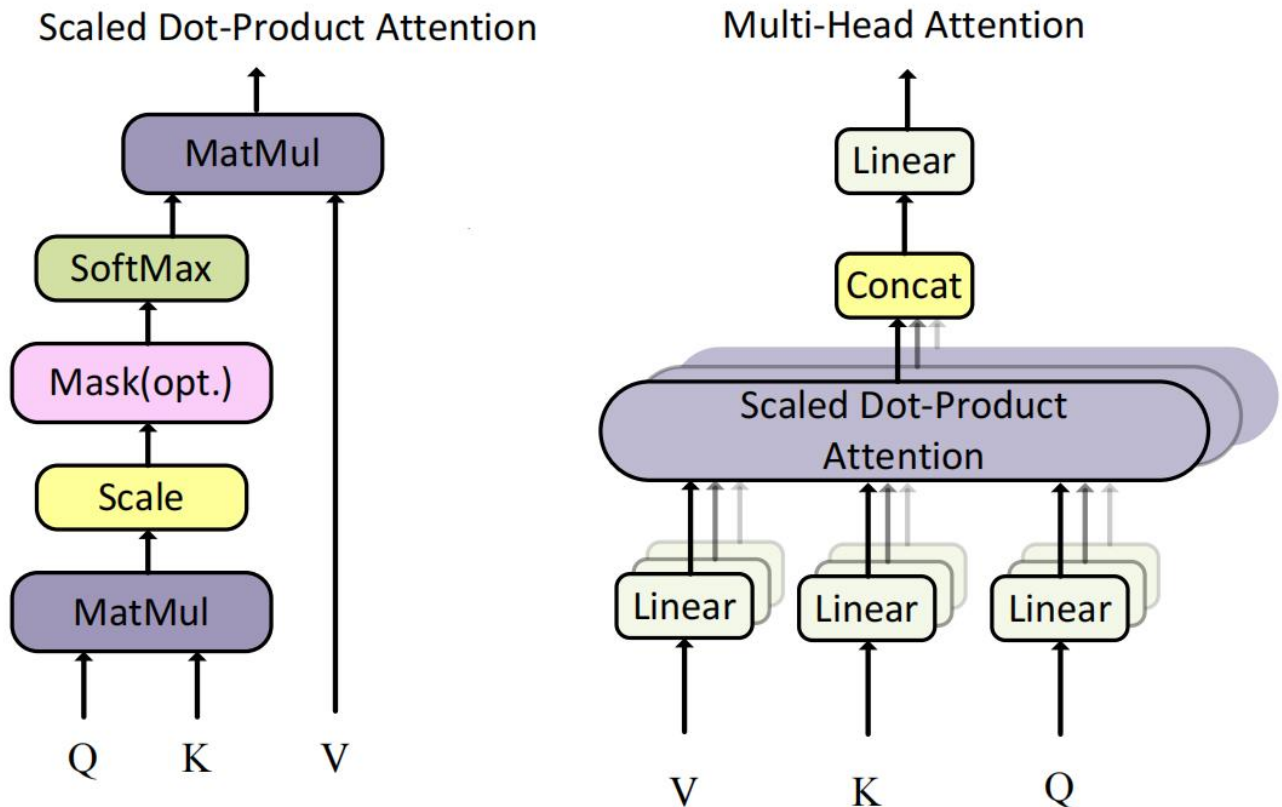 Scaled Dot-Product Attention
MatMul
SoftMax
Mask(opt.)
Scale
MatMul
Q K V
Multi-Head Attention
Linear
Concat
Scaled Dot-Product
Attention
Linear Linear Linear
V K Q